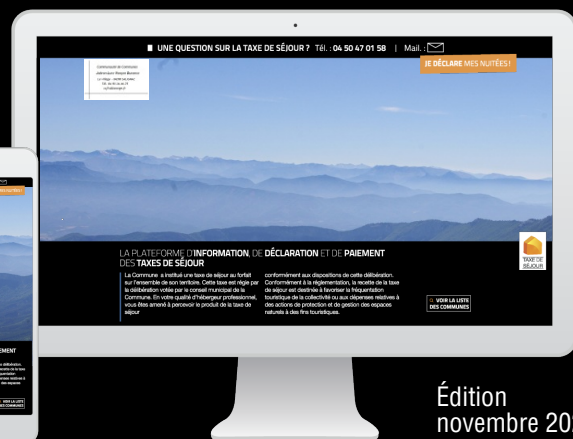 UNE QUESTION SUR LA TAXE DE SÉJOUR ? Tél. : 04 50 47 01 58 | Mail. :
JE DÉCLARE MES NUITÉES !
LA PLATEFORME D'INFORMATION, DE DÉCLARATION ET DE PAIEMENT
DES TAXES DE SÉJOUR
La Commune a institué une taxe de séjour au forfait
sur l'ensemble de son territoire. Cette taxe est régie par
la délibération votée par le conseil municipal de la
Commune. En votre qualité d'hébergeur professionnel,
vous êtes amené à percevoir le produit de la taxe de
séjour
conformément aux dispositions de cette délibération.
Conformément à la réglementation, la recette de la taxe
de séjour est destinée à favoriser la fréquentation
touristique de la collectivité ou aux dépenses relatives à
des actions de protection et de gestion des espaces
naturels à des fins touristiques.
TAXE DE
SÉJOUR
VOIR LA LISTE
DES COMMUNES
Édition
novembre 202